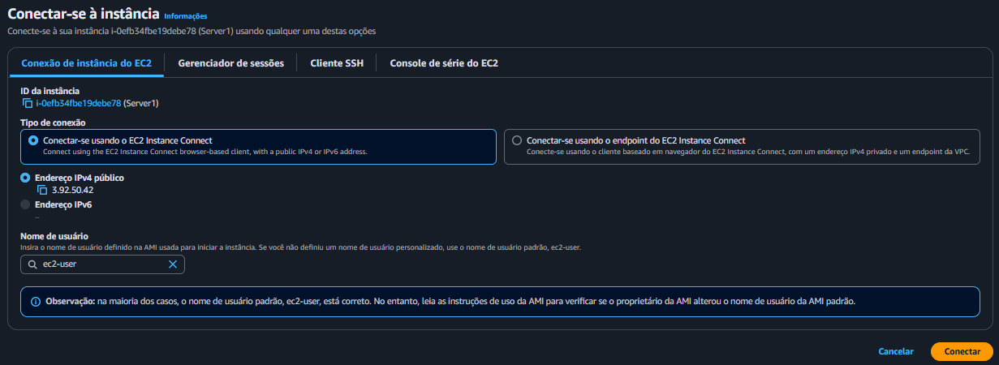 Conectar-se à instância Informações
Conecte-se à sua instância i-0efb34fbe19debe78 (Server1) usando qualquer uma destas opções
Conexão de instância do EC2 Gerenciador de sessões Cliente SSH Console de série do EC2
ID da instância
i-0efb34fbe19debe78 (Server1)
Tipo de conexão
Conectar-se usando o EC2 Instance Connect
Connect using the EC2 Instance Connect browser-based client, with a public IPv4 or IPv6 address.
Conectar-se usando o endpoint do EC2 Instance Connect
Conecte-se usando o cliente baseado em navegador do EC2 Instance Connect, com um endereço IPv4 privado e um endpoint da VPC.
Endereço IPv4 público
3.92.50.42
Endereço IPv6
–
Nome de usuário
Insira o nome de usuário definido na AMI usada para iniciar a instância. Se você não definiu um nome de usuário personalizado, use o nome de usuário padrão, ec2-user.
ec2-user
Observação: na maioria dos casos, o nome de usuário padrão, ec2-user, está correto. No entanto, leia as instruções de uso da AMI para verificar se o proprietário da AMI alterou o nome de usuário da AMI padrão.
Cancelar Conectar